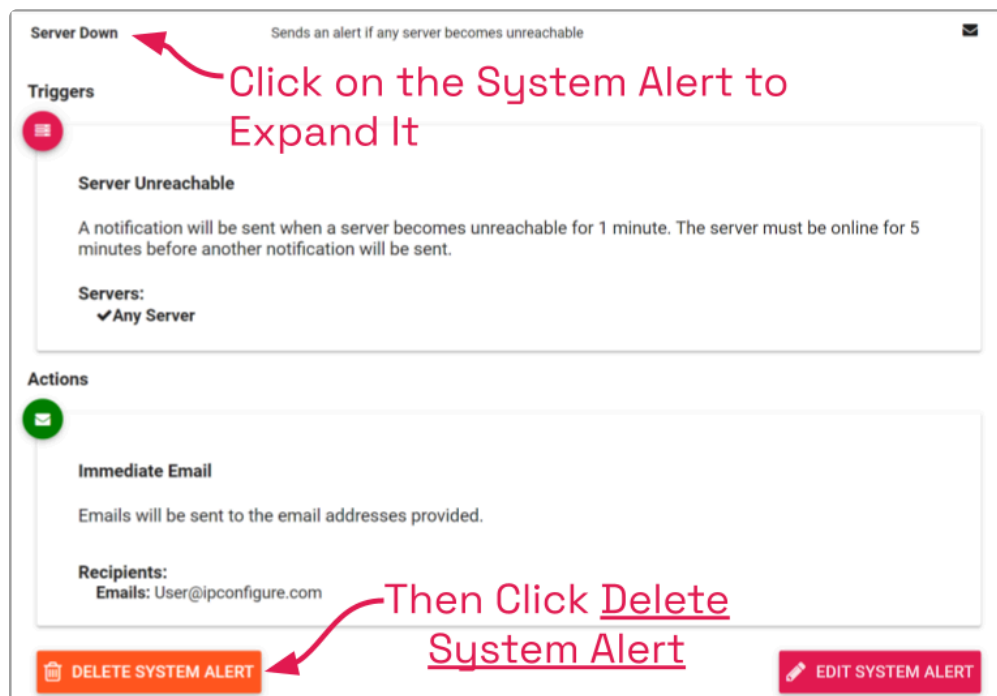 Server Down Sends an alert if any server becomes unreachable
Click on the System Alert to
Expand It
Triggers
Server Unreachable
A notification will be sent when a server becomes unreachable for 1 minute. The server must be online for 5
minutes before another notification will be sent.
Servers:
Any Server
Actions
Immediate Email
Emails will be sent to the email addresses provided.
Recipients:
Emails: User@ipconfigure.com
Then Click Delete
System Alert
DELETE SYSTEM ALERT
EDIT SYSTEM ALERT